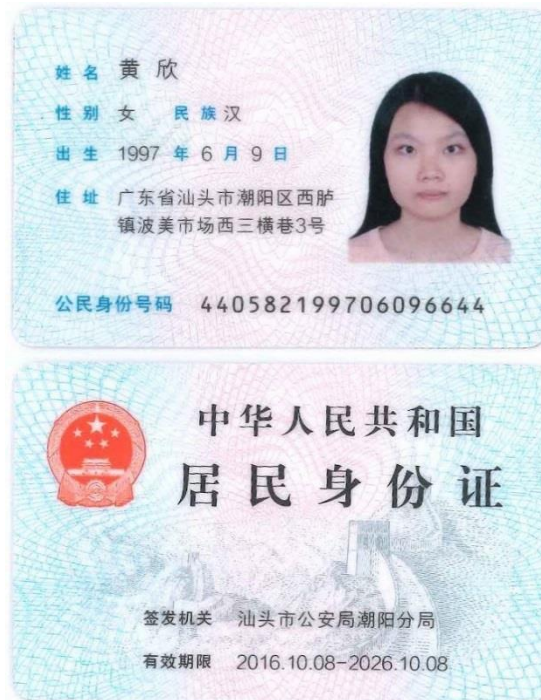 姓名 黄欣
性别 女 民族 汉
出生 1997 年 6 月 9 日
住址 广东省汕头市潮阳区西胪
镇波美市场西三横巷3号
公民身份号码 440582199706096644
中华人民共和国
居民身份证
签发机关 汕头市公安局潮阳分局
有效期限 2016.10.08-2026.10.08